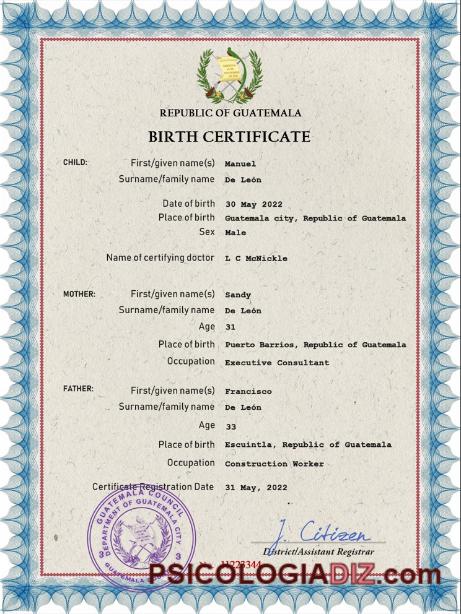 REPUBLIC OF GUATEMALA
BIRTH CERTIFICATE
CHILD: First/given name(s) Manuel
Surname/family name De León
Date of birth 30 May 2022
Place of birth Guatemala city, Republic of Guatemala
Sex Male
Name of certifying doctor L C McNickle
MOTHER: First/given name(s) Sandy
Surname/family name De León
Age 31
Place of birth Puerto Barrios, Republic of Guatemala
Occupation Executive Consultant
FATHER: First/given name(s) Francisco
Surname/family name De León
Age 33
Place of birth Escuintla, Republic of Guatemala
Occupation Construction Worker
Certificate Registration Date 31 May, 2022
GUATEMALA COUNCIL
DEPARTMENT OF GUATEMALA CITY
3 3
GUATEMALA
J. Citizen
District/Assistant Registrar
11223344
PSICOLOGIADIZ.com